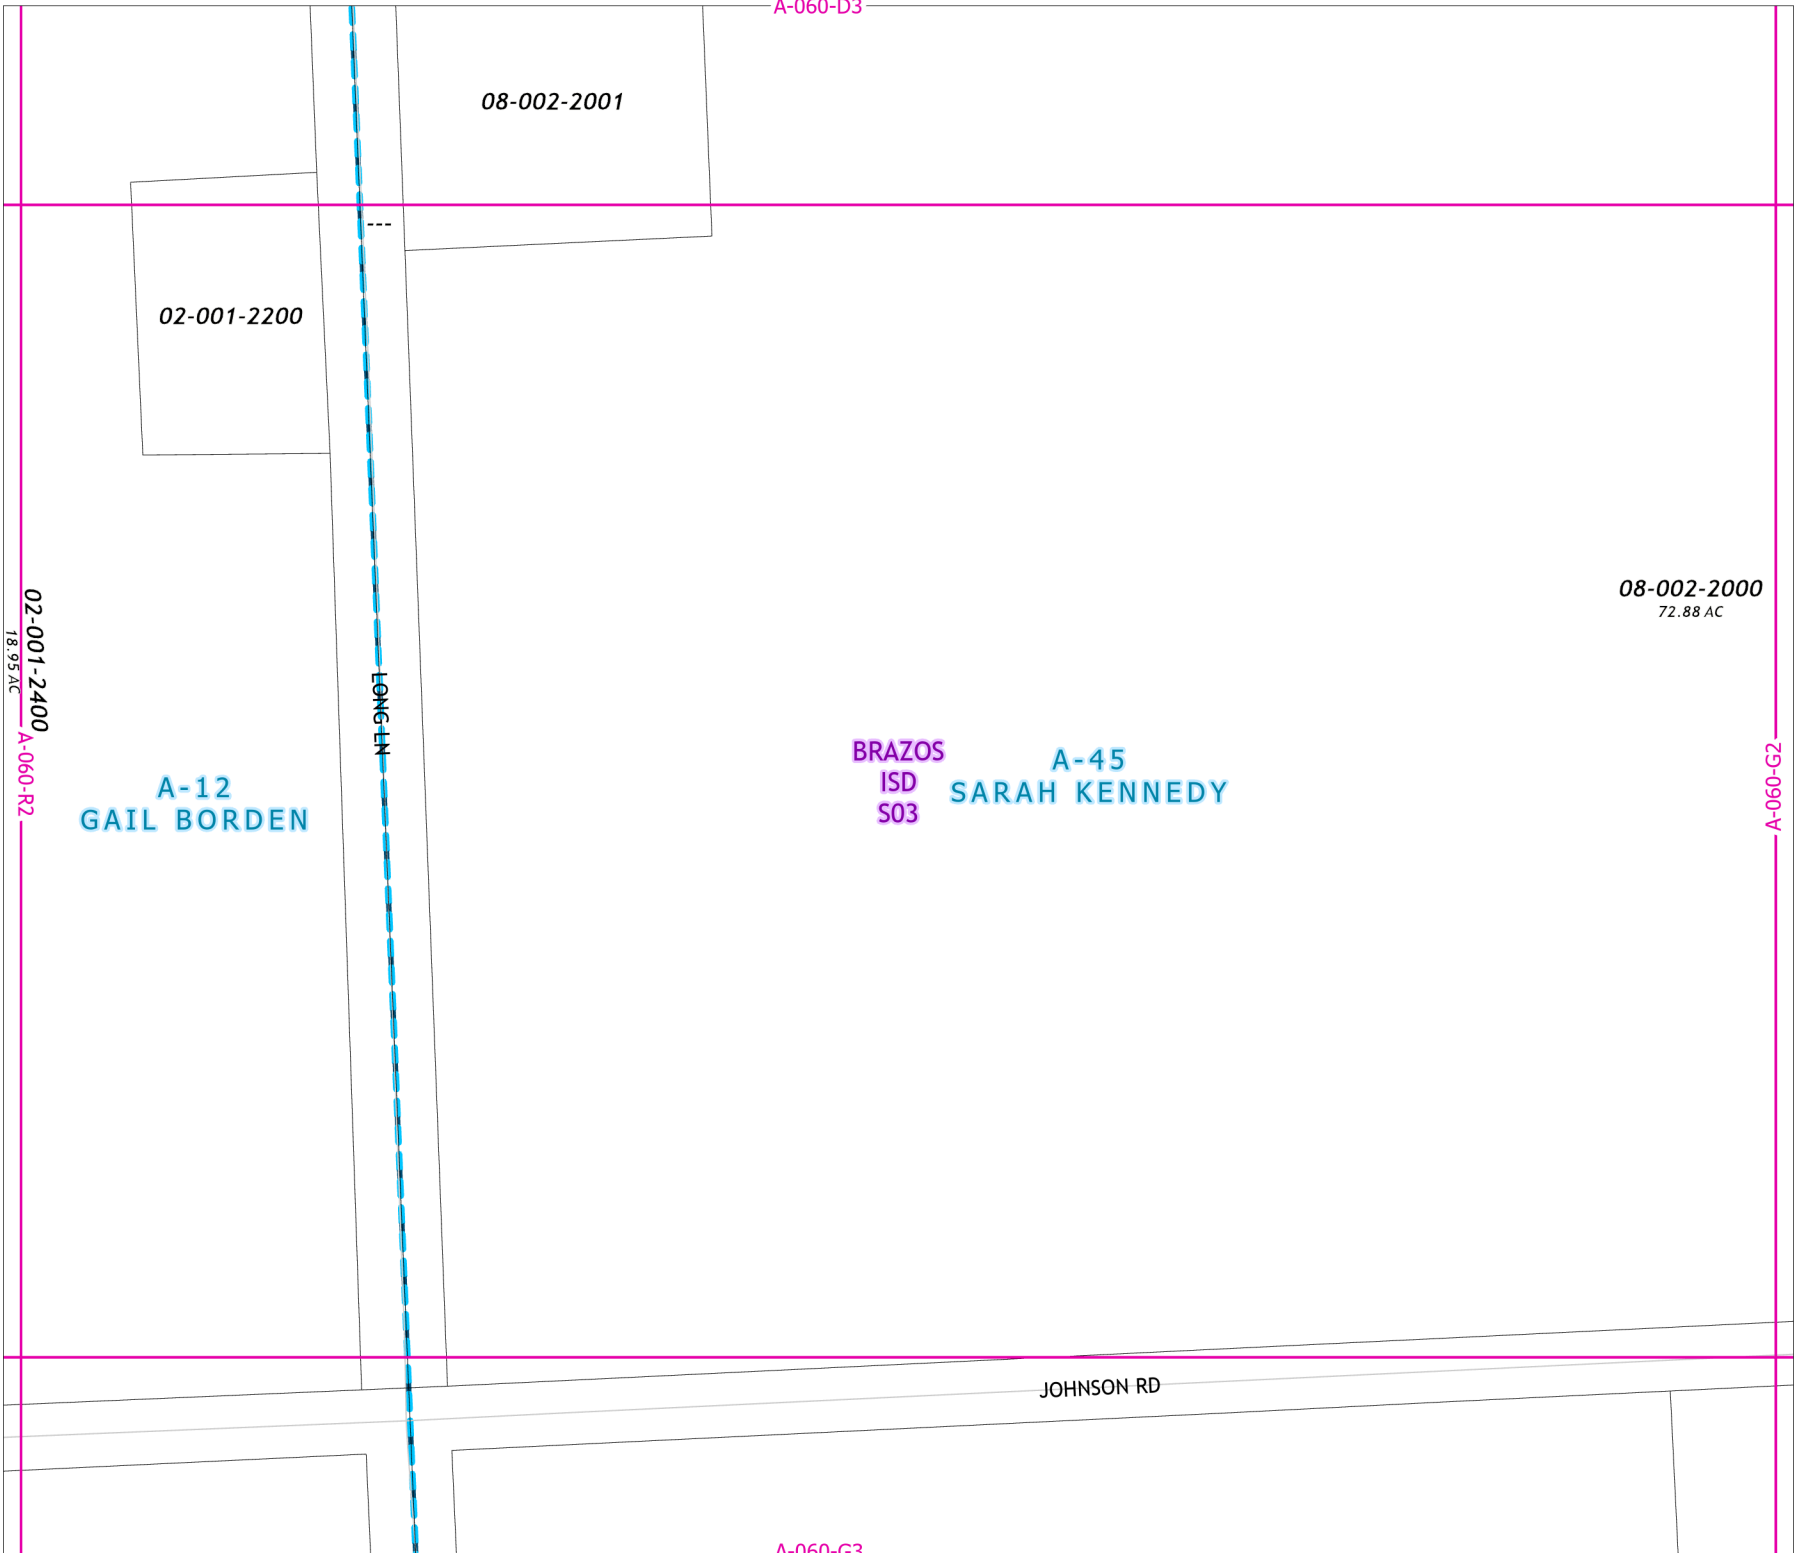 A-060-D3
08-002-2001
---
02-001-2200
08-002-2000
72.88 AC
02-001-2400
18.95 AC
LONG LN
A-060-R2
A-12
GAIL BORDEN
BRAZOS
ISD
S03
A-45
SARAH KENNEDY
A-060-G2
JOHNSON RD
A-060-G3